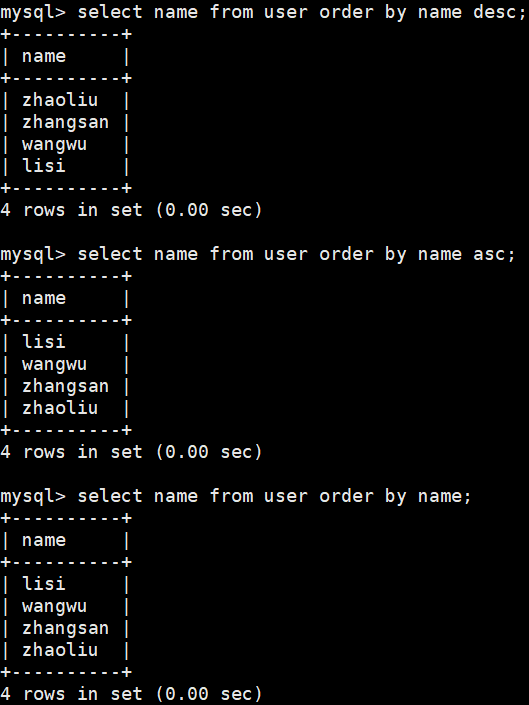 mysql> select name from user order by name desc;
+----------+
| name     |
+----------+
| zhaoliu  |
| zhangsan |
| wangwu   |
| lisi     |
+----------+
4 rows in set (0.00 sec)

mysql> select name from user order by name asc;
+----------+
| name     |
+----------+
| lisi     |
| wangwu   |
| zhangsan |
| zhaoliu  |
+----------+
4 rows in set (0.00 sec)

mysql> select name from user order by name;
+----------+
| name     |
+----------+
| lisi     |
| wangwu   |
| zhangsan |
| zhaoliu  |
+----------+
4 rows in set (0.00 sec)